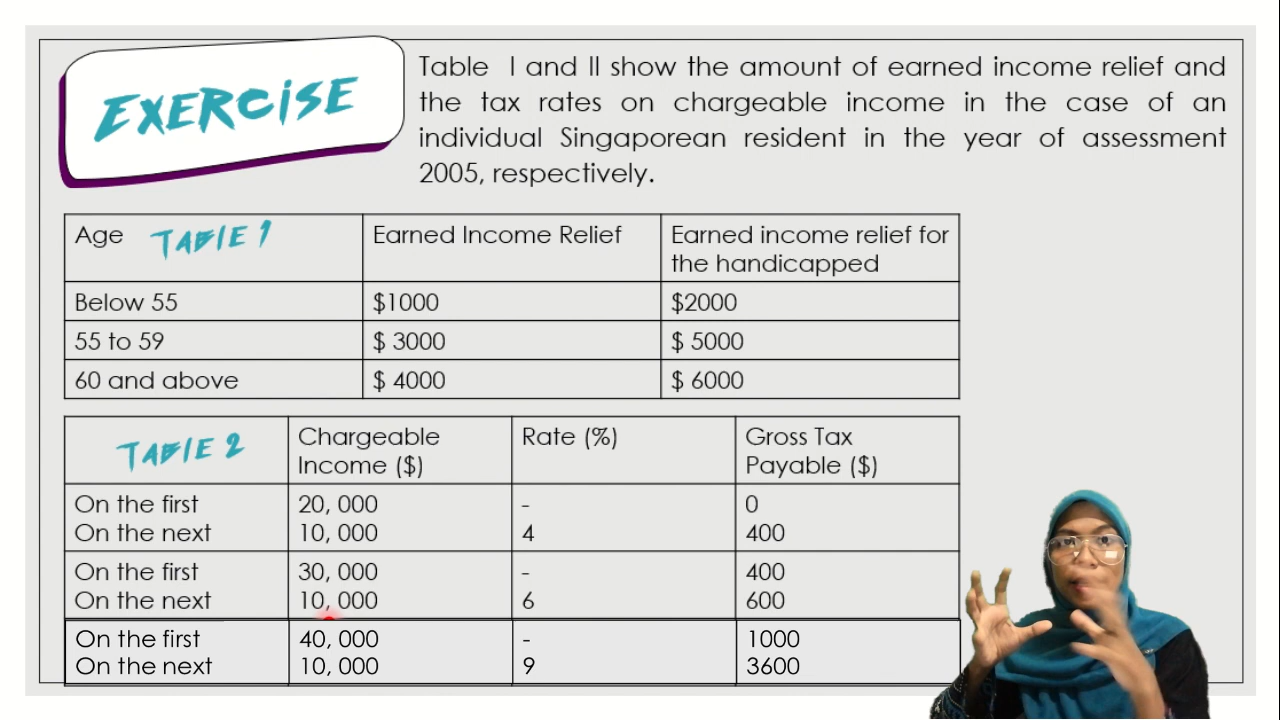 EXERCISE
Table I and II show the amount of earned income relief and
the tax rates on chargeable income in the case of an
individual Singaporean resident in the year of assessment
2005, respectively.
Age TABLE 1 Earned Income Relief Earned income relief for
the handicapped
Below 55 $1000 $2000
55 to 59 $ 3000 $ 5000
60 and above $ 4000 $ 6000
TABLE 2 Chargeable Rate (%) Gross Tax
Income ($) Payable ($)
On the first 20, 000 - 0
On the next 10, 000 4 400
On the first 30, 000 - 400
On the next 10, 000 6 600
On the first 40, 000 - 1000
On the next 10, 000 9 3600